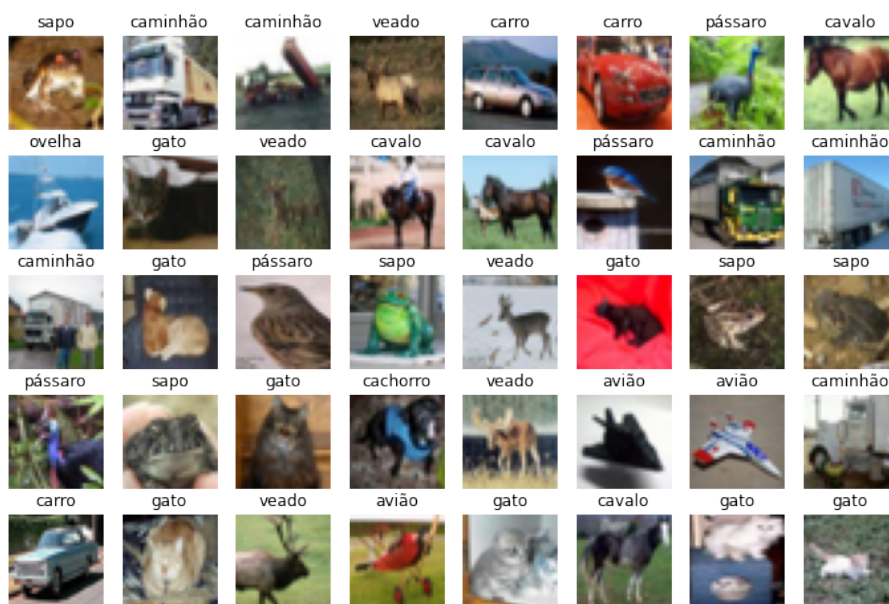 sapo caminhão caminhão veado carro carro pássaro cavalo
ovelha gato veado cavalo cavalo pássaro caminhão caminhão
caminhão gato pássaro sapo veado gato sapo sapo
pássaro sapo gato cachorro veado avião avião caminhão
carro gato veado avião gato cavalo gato gato